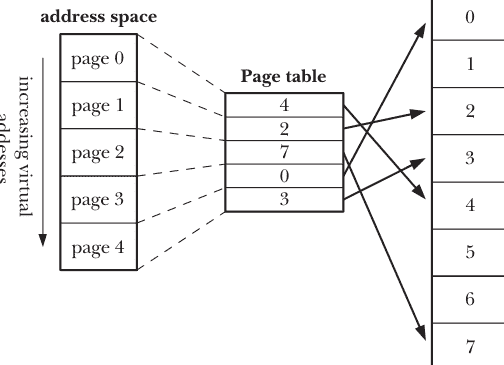 address space
page 0
page 1
page 2
page 3
page 4
increasing virtual
addresses
Page table
4
2
7
0
3
0
1
2
3
4
5
6
7